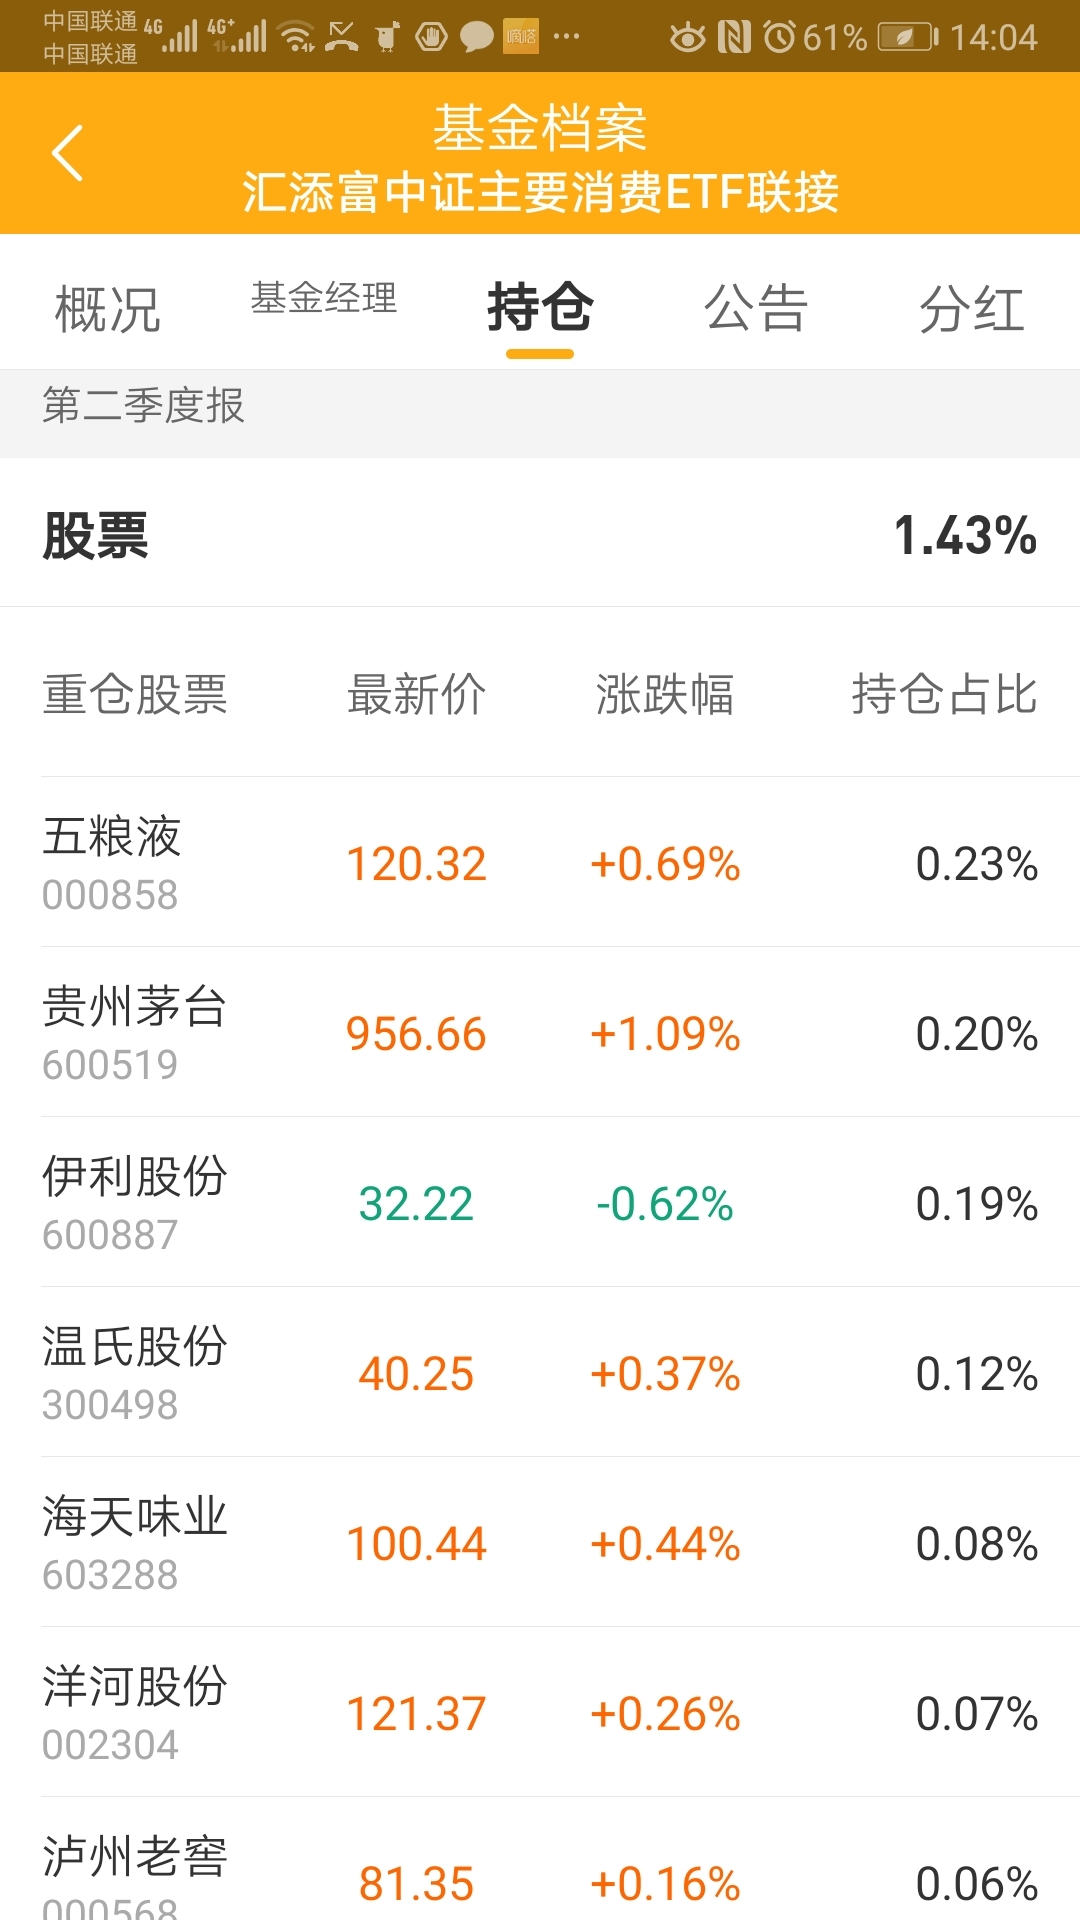 中国联通 4G 4G+ 嘀嗒 61% 14:04
中国联通
基金档案
汇添富中证主要消费ETF联接
概况 基金经理 持仓 公告 分红
第二季度报
股票 1.43%
重仓股票 最新价 涨跌幅 持仓占比
五粮液 120.32 +0.69% 0.23%
000858
贵州茅台 956.66 +1.09% 0.20%
600519
伊利股份 32.22 -0.62% 0.19%
600887
温氏股份 40.25 +0.37% 0.12%
300498
海天味业 100.44 +0.44% 0.08%
603288
洋河股份 121.37 +0.26% 0.07%
002304
泸州老窖 81.35 +0.16% 0.06%
000568